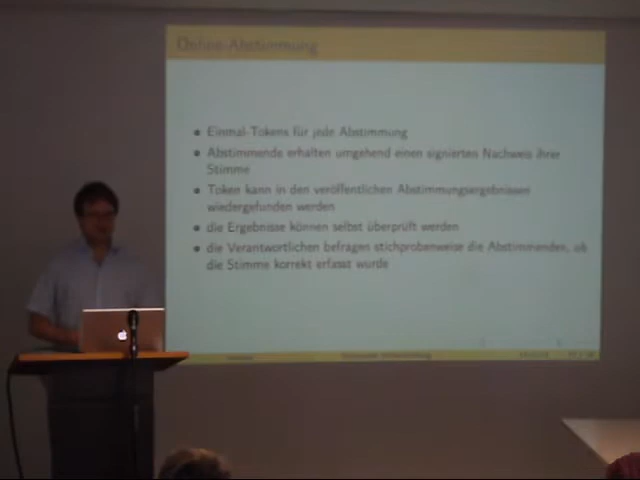 Online-Abstimmung
Einmal-Tokens für jede Abstimmung
Abstimmende erhalten umgehend einen signierten Nachweis ihrer
Stimme
Token kann in den veröffentlichen Abstimmungsergebnissen
wiedergefunden werden
die Ergebnisse können selbst überprüft werden
die Verantwortlichen befragen stichprobenweise die Abstimmenden, ob
die Stimme korrekt erfasst wurde